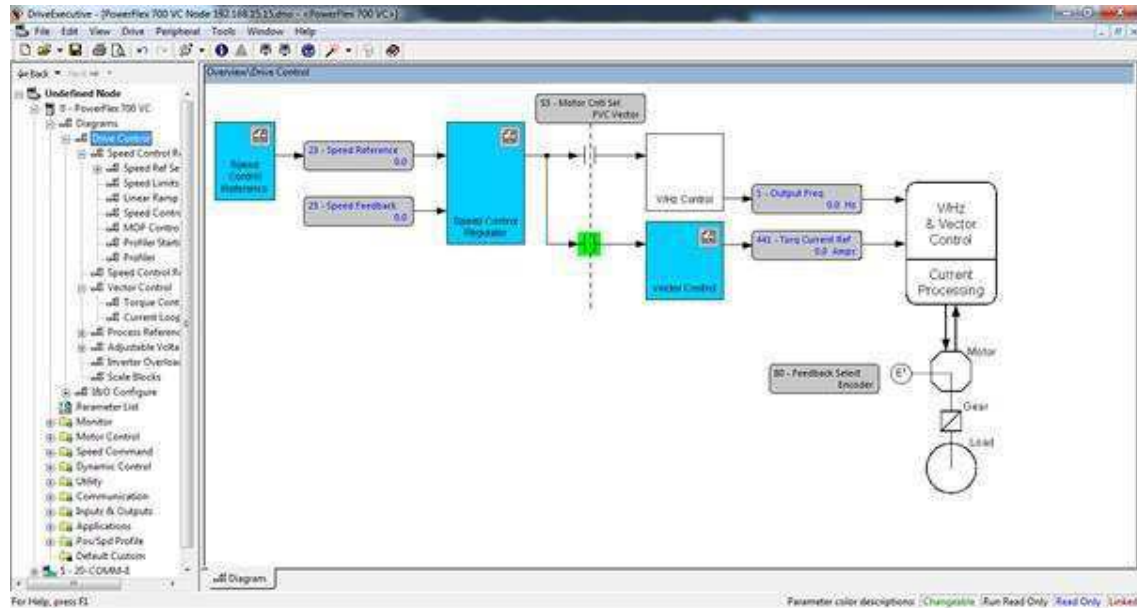 DriveExecutive - [PowerFlex 700 VC Node 192.168.25.15.dno - <PowerFlex 700 VC>]
File Edit View Drive Peripheral Tools Window Help
Back
Overview\Drive Control
Undefined Node
0 - PowerFlex 700 VC
Diagrams
Drive Control
Speed Control R
Speed Ref Se
Speed Limits
Linear Ramp
Speed Contro
MOP Contro
Profiler Statu
Profiler
Speed Control R
Vector Control
Torque Cont
Current Loop
Process Referenc
Adjustable Volta
Inverter Overload
Scale Blocks
I/O Configure
Parameter List
Monitor
Motor Control
Speed Command
Dynamic Control
Utility
Communication
Inputs & Outputs
Applications
Pos/Spd Profile
Default Custom
1 - 20-COMM-E
53 - Motor Cntl Sel
FVC Vector
Speed
Control
Reference
23 - Speed Reference
0.0
25 - Speed Feedback
0.0
Speed Control
Regulator
V/Hz Control
Vector Control
1 - Output Freq
0.0 Hz
441 - Torq Current Ref
0.0 Amps
V/Hz
& Vector
Control
Current
Processing
Motor
80 - Feedback Select
Encoder
E*
Gear
Load
Diagram
For Help, press F1
Parameter color descriptions: Changeable Run Read Only Read Only Linked